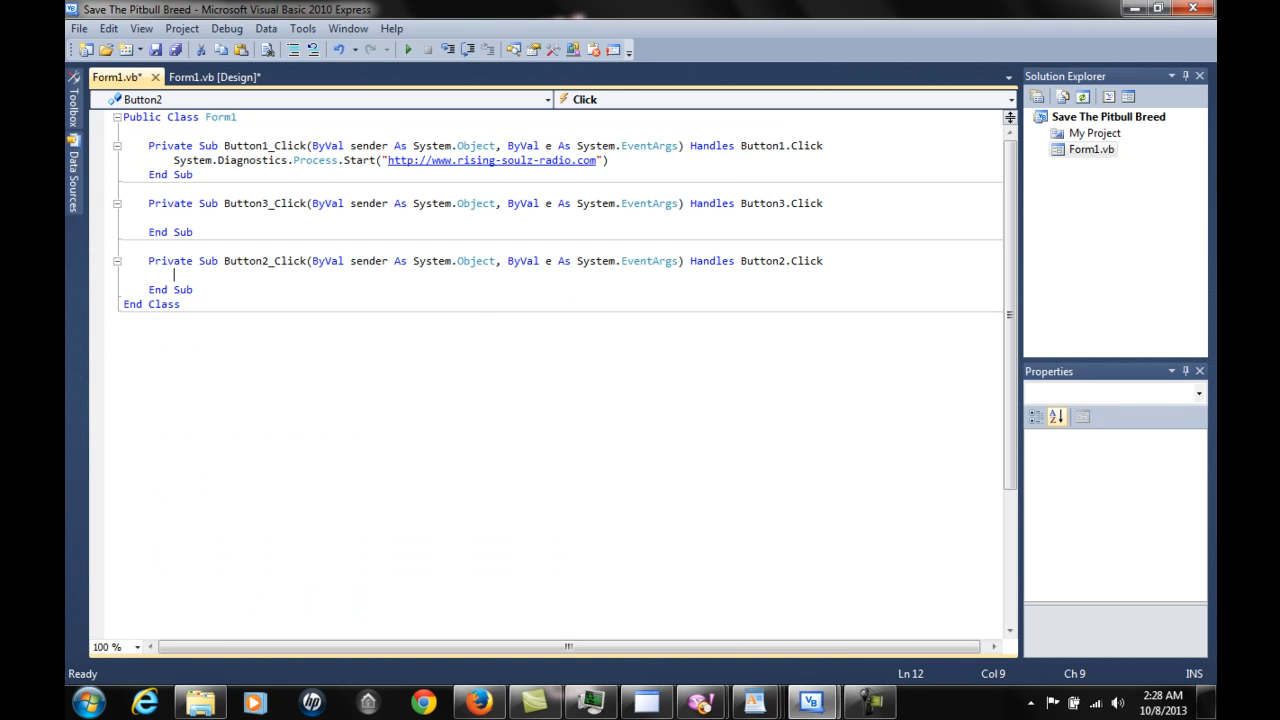 Save The Pitbull Breed - Microsoft Visual Basic 2010 Express
File Edit View Project Debug Data Tools Window Help
Form1.vb* Form1.vb [Design]*
Button2 Click
Public Class Form1
Private Sub Button1_Click(ByVal sender As System.Object, ByVal e As System.EventArgs) Handles Button1.Click
System.Diagnostics.Process.Start("http://www.rising-soulz-radio.com")
End Sub
Private Sub Button3_Click(ByVal sender As System.Object, ByVal e As System.EventArgs) Handles Button3.Click
End Sub
Private Sub Button2_Click(ByVal sender As System.Object, ByVal e As System.EventArgs) Handles Button2.Click
End Sub
End Class
100 %
Toolbox
Data Sources
Solution Explorer
Save The Pitbull Breed
My Project
Form1.vb
Properties
Ready Ln 12 Col 9 Ch 9 INS
2:28 AM
10/8/2013